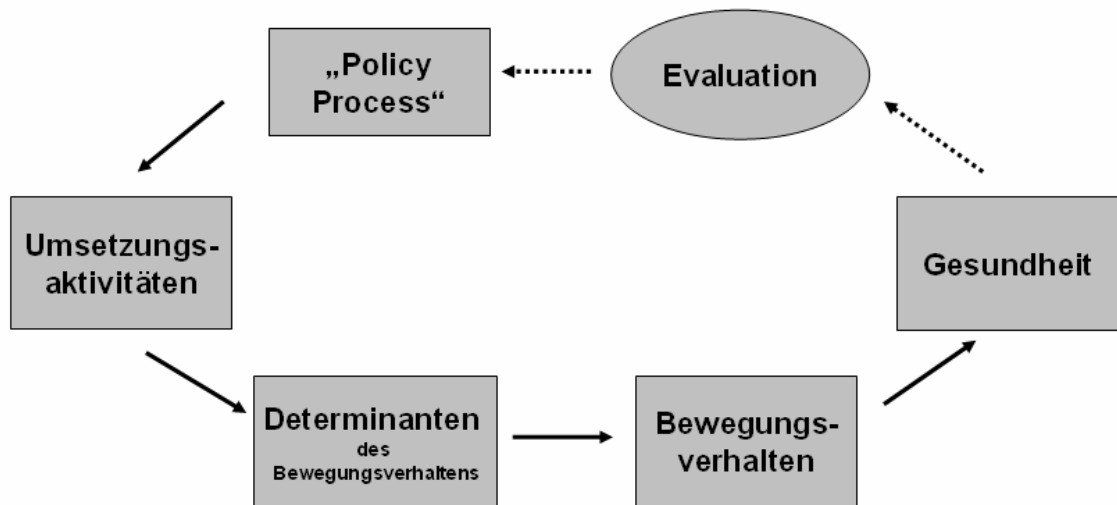 „Policy
Process“
Evaluation
Umsetzungs-
aktivitäten
Gesundheit
Determinanten
des
Bewegungsverhaltens
Bewegungs-
verhalten